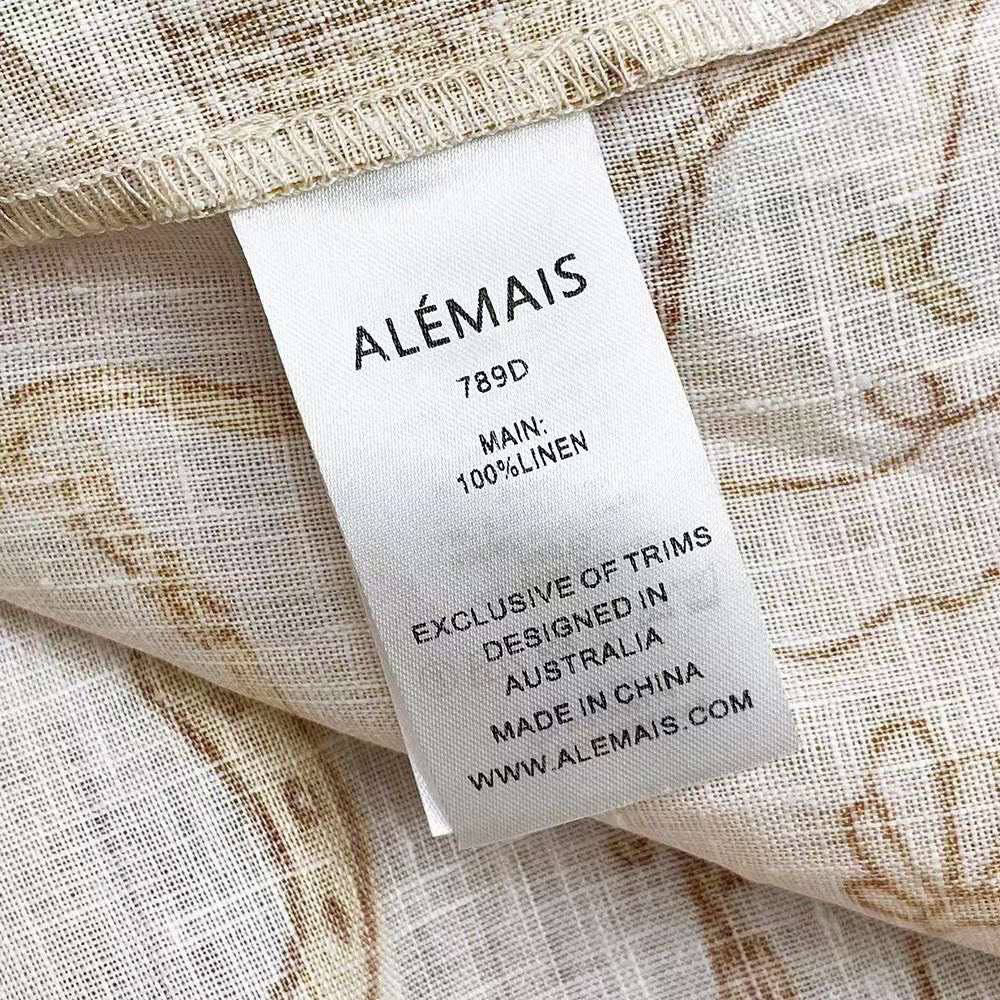 ALÉMAIS
789D
MAIN:
100%LINEN
EXCLUSIVE OF TRIMS
DESIGNED IN
AUSTRALIA
MADE IN CHINA
WWW.ALEMAIS.COM